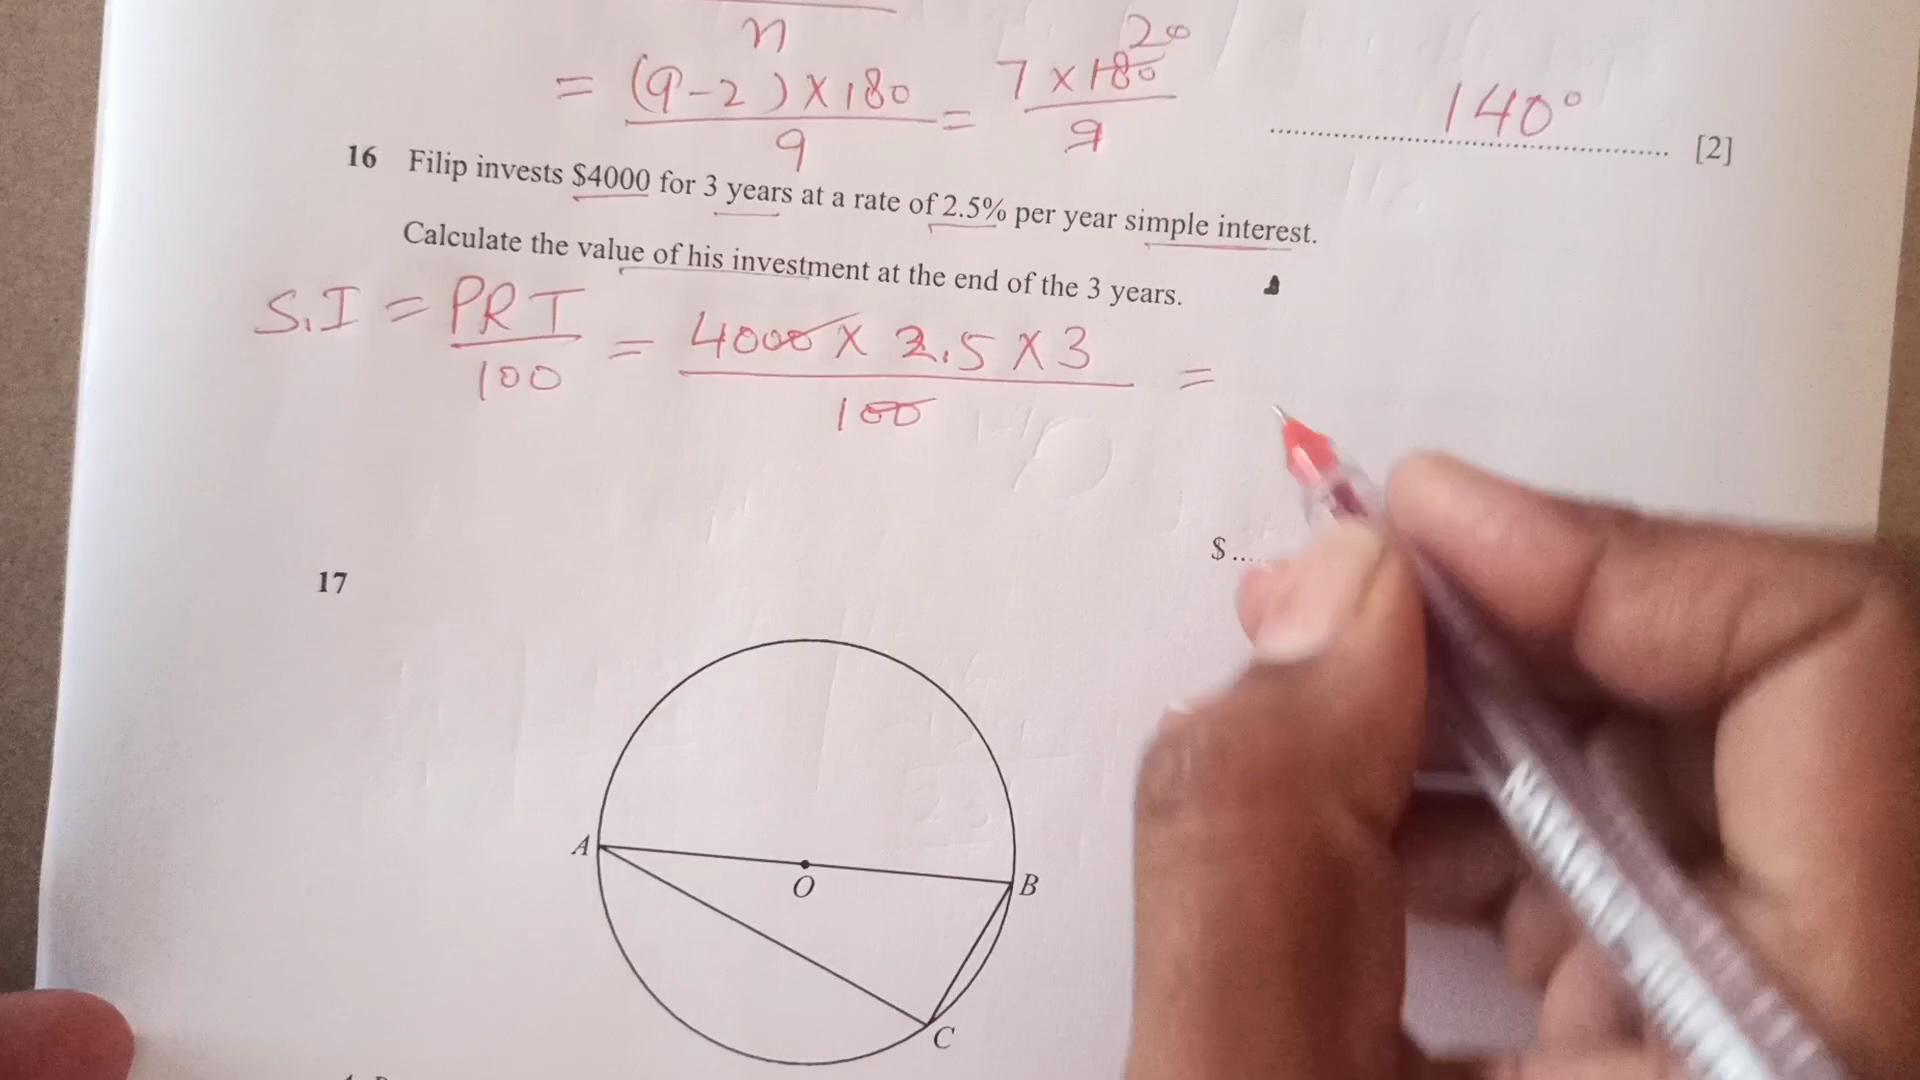 n
= (9-2)×180 / 9 = 7×180 / 9 20
140°
.......... [2]
16 Filip invests $4000 for 3 years at a rate of 2.5% per year simple interest.
Calculate the value of his investment at the end of the 3 years.
S.I = PRT / 100 = 4000 × 2.5 × 3 / 100 =
$ ....
17
A
O
B
C